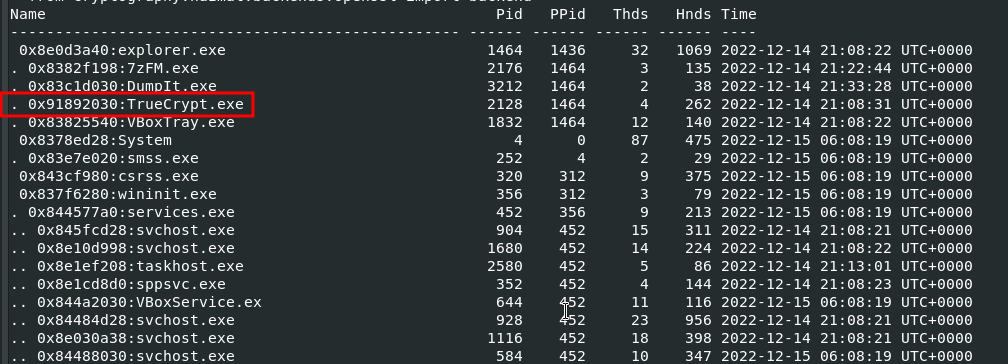 Name Pid PPid Thds Hnds Time
-------------------------------------------------- ------ ------ ------ ------ ----
0x8e0d3a40:explorer.exe 1464 1436 32 1069 2022-12-14 21:08:22 UTC+0000
. 0x8382f198:7zFM.exe 2176 1464 3 135 2022-12-14 21:22:44 UTC+0000
. 0x83c1d030:DumpIt.exe 3212 1464 2 38 2022-12-14 21:33:28 UTC+0000
. 0x91892030:TrueCrypt.exe 2128 1464 4 262 2022-12-14 21:08:31 UTC+0000
. 0x83825540:VBoxTray.exe 1832 1464 12 140 2022-12-14 21:08:22 UTC+0000
0x8378ed28:System 4 0 87 475 2022-12-15 06:08:19 UTC+0000
. 0x83e7e020:smss.exe 252 4 2 29 2022-12-15 06:08:19 UTC+0000
0x843cf980:csrss.exe 320 312 9 375 2022-12-15 06:08:19 UTC+0000
0x837f6280:wininit.exe 356 312 3 79 2022-12-15 06:08:19 UTC+0000
. 0x844577a0:services.exe 452 356 9 213 2022-12-15 06:08:19 UTC+0000
.. 0x845fcd28:svchost.exe 904 452 15 311 2022-12-14 21:08:21 UTC+0000
.. 0x8e10d998:svchost.exe 1680 452 14 224 2022-12-14 21:08:22 UTC+0000
.. 0x8e1ef208:taskhost.exe 2580 452 5 86 2022-12-14 21:13:01 UTC+0000
.. 0x8e1cd8d0:sppsvc.exe 352 452 4 144 2022-12-14 21:08:23 UTC+0000
.. 0x844a2030:VBoxService.ex 644 452 11 116 2022-12-15 06:08:19 UTC+0000
.. 0x84484d28:svchost.exe 928 452 23 956 2022-12-14 21:08:21 UTC+0000
.. 0x8e030a38:svchost.exe 1116 452 18 398 2022-12-14 21:08:21 UTC+0000
.. 0x84488030:svchost.exe 584 452 10 347 2022-12-15 06:08:19 UTC+0000